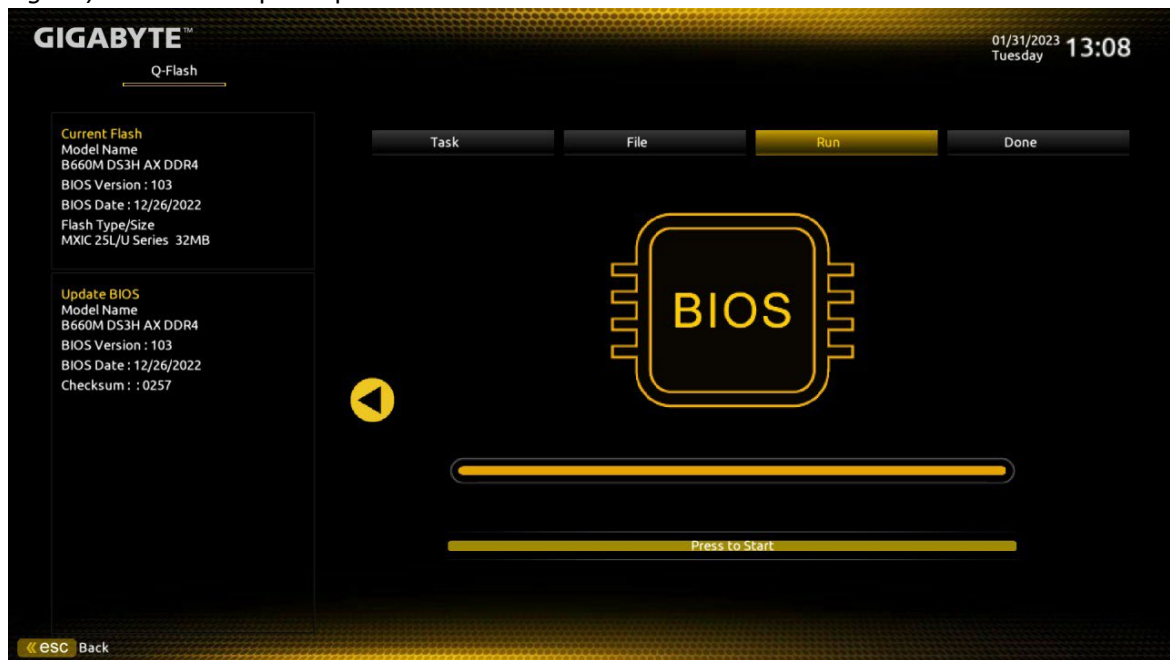 GIGABYTE™
01/31/2023
Tuesday
13:08
Q-Flash
Current Flash
Model Name
B660M DS3H AX DDR4
BIOS Version : 103
BIOS Date : 12/26/2022
Flash Type/Size
MXIC 25L/U Series 32MB
Update BIOS
Model Name
B660M DS3H AX DDR4
BIOS Version : 103
BIOS Date : 12/26/2022
Checksum : : 0257
Task
File
Run
Done
BIOS
Press to Start
esc Back